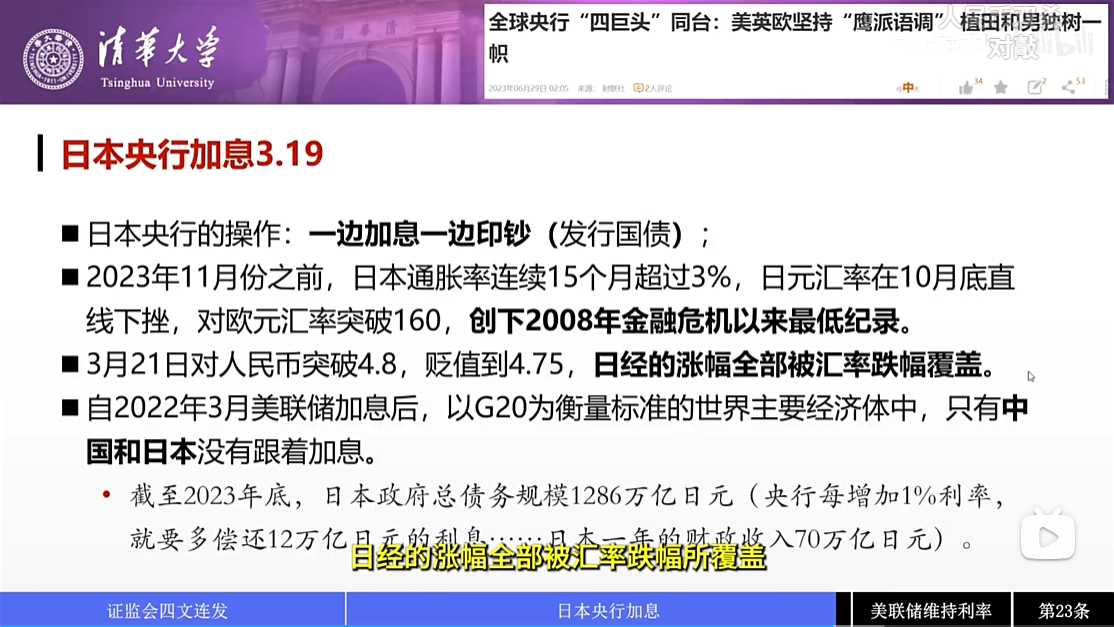 清华大学
Tsinghua University
全球央行“四巨头”同台：美英欧坚持“鹰派语调” 植田和男独树一
帜
对敲
2023年06月29日 02:05 来源: 财联社 2人评论
小中大
34
2
53
日本央行加息3.19
■日本央行的操作：一边加息一边印钞（发行国债）；
■2023年11月份之前，日本通胀率连续15个月超过3%，日元汇率在10月底直
线下挫，对欧元汇率突破160，创下2008年金融危机以来最低纪录。
■3月21日对人民币突破4.8，贬值到4.75，日经的涨幅全部被汇率跌幅覆盖。
■自2022年3月美联储加息后，以G20为衡量标准的世界主要经济体中，只有中
国和日本没有跟着加息。
• 截至2023年底，日本政府总债务规模1286万亿日元（央行每增加1%利率，
就要多偿还12万亿日元的利息……日本一年的财政收入70万亿日元）。
日经的涨幅全部被汇率跌幅所覆盖
证监会四文连发
日本央行加息
美联储维持利率
第23条